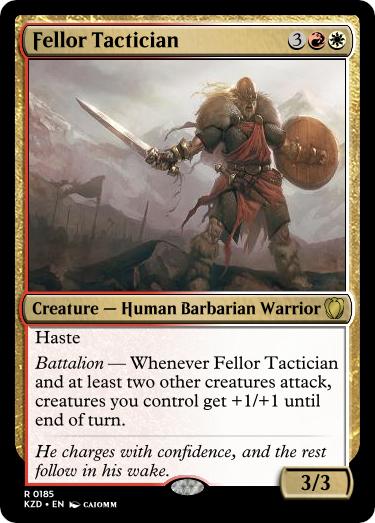 Fellor Tactician 3
Creature — Human Barbarian Warrior
Haste
Battalion — Whenever Fellor Tactician
and at least two other creatures attack,
creatures you control get +1/+1 until
end of turn.
He charges with confidence, and the rest
follow in his wake.
3/3
R 0185
KZD • EN CAIOMM